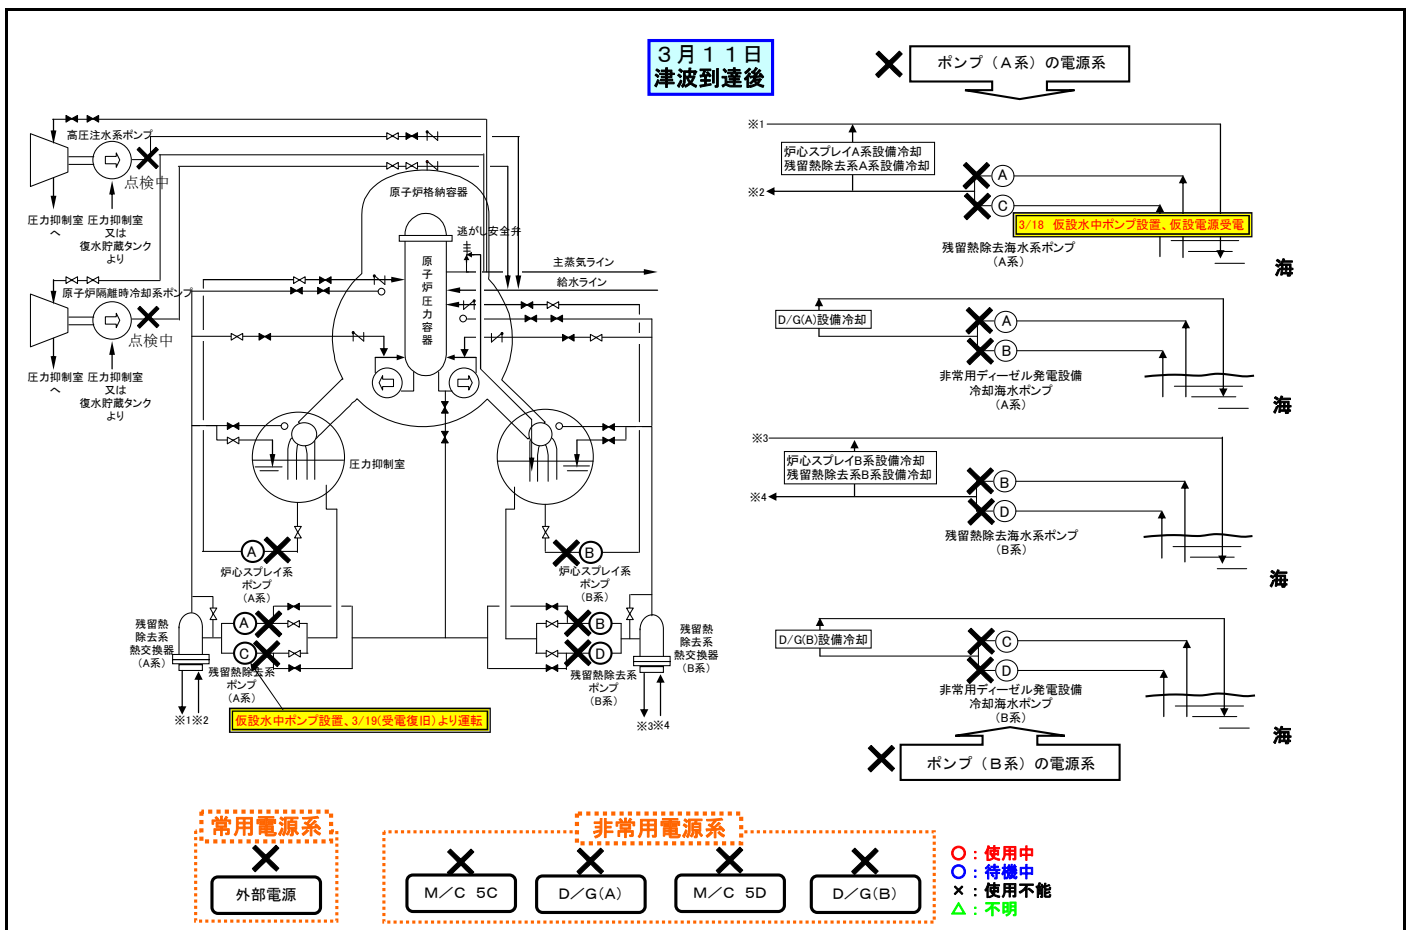 ３月１１日
津波到達後
ポンプ（Ａ系）の電源系
高圧注水系ポンプ
点検中
圧力抑制室
へ
圧力抑制室
又は
復水貯蔵タンク
より
原子炉隔離時冷却系ポンプ
点検中
圧力抑制室
へ
圧力抑制室
又は
復水貯蔵タンク
より
原子炉格納容器
逃がし安全弁
原子炉圧力容器
主蒸気ライン
給水ライン
圧力抑制室
A
炉心スプレイ系
ポンプ
(A系)
B
炉心スプレイ系
ポンプ
(B系)
残留熱
除去系
熱交換器
(A系)
A
C
残留熱除去系
ポンプ
(A系)
※1※2
仮設水中ポンプ設置、3/19(受電復旧)より運転
B
D
残留熱除去系
ポンプ
(B系)
残留熱
除去系
熱交換器
(B系)
※3※4
※1
炉心スプレイA系設備冷却
残留熱除去系A系設備冷却
※2
A
C
3/18　仮設水中ポンプ設置、仮設電源受電
残留熱除去海水系ポンプ
(A系)
海
D/G(A)設備冷却
A
B
非常用ディーゼル発電設備
冷却海水ポンプ
(A系)
海
※3
炉心スプレイB系設備冷却
残留熱除去系B系設備冷却
※4
B
D
残留熱除去海水系ポンプ
(B系)
海
D/G(B)設備冷却
C
D
非常用ディーゼル発電設備
冷却海水ポンプ
(B系)
海
ポンプ（Ｂ系）の電源系
常用電源系
外部電源
非常用電源系
M／C 5C
D／G(A)
M／C 5D
D／G(B)
○：使用中
○：待機中
×：使用不能
△：不明